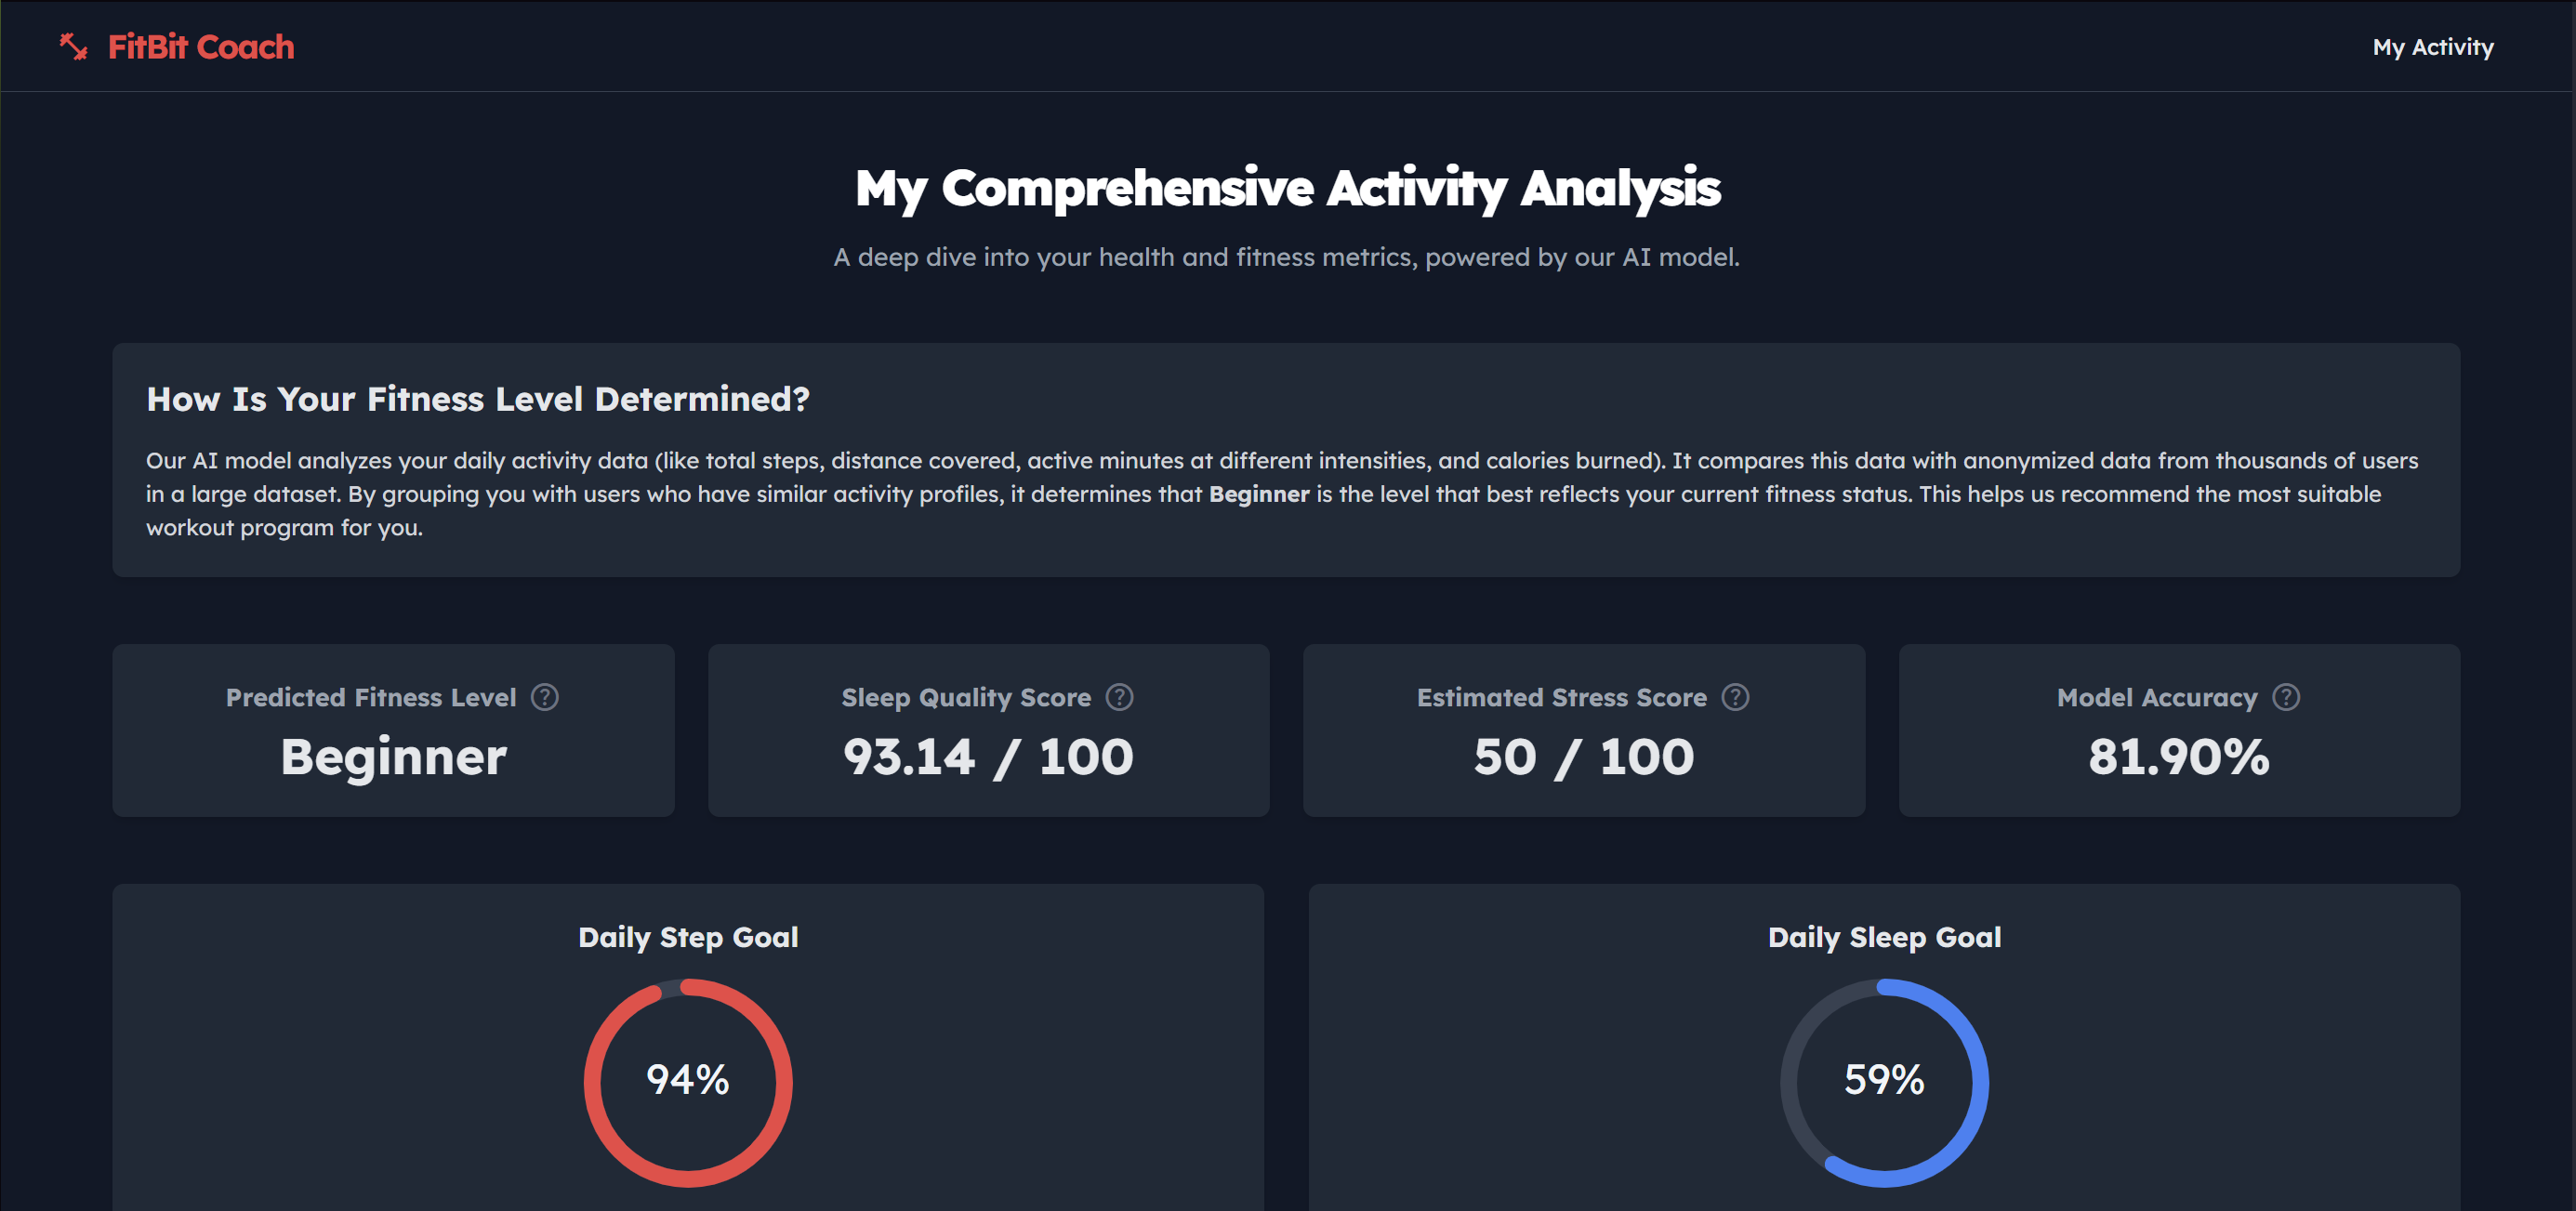 FitBit Coach
My Activity
My Comprehensive Activity Analysis
A deep dive into your health and fitness metrics, powered by our AI model.
How Is Your Fitness Level Determined?
Our AI model analyzes your daily activity data (like total steps, distance covered, active minutes at different intensities, and calories burned). It compares this data with anonymized data from thousands of users
in a large dataset. By grouping you with users who have similar activity profiles, it determines that Beginner is the level that best reflects your current fitness status. This helps us recommend the most suitable
workout program for you.
Predicted Fitness Level ?
Beginner
Sleep Quality Score ?
93.14 / 100
Estimated Stress Score ?
50 / 100
Model Accuracy ?
81.90%
Daily Step Goal
94%
Daily Sleep Goal
59%